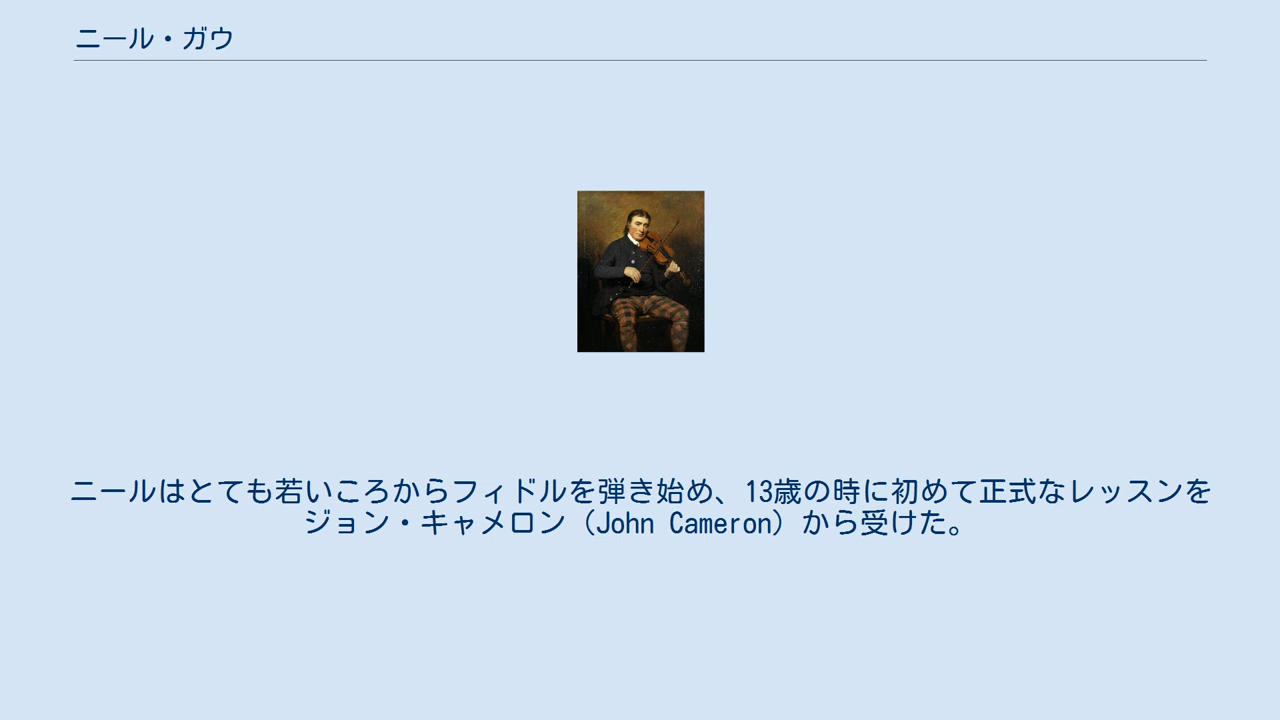 ニール・ガウ
ニールはとても若いころからフィドルを弾き始め、13歳の時に初めて正式なレッスンを
ジョン・キャメロン（John Cameron）から受けた。